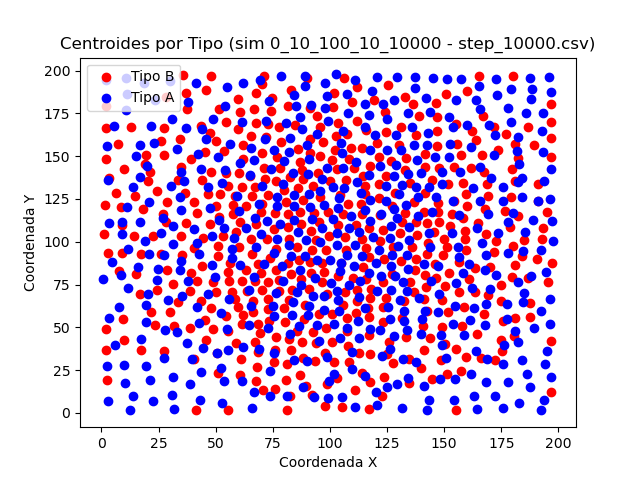 Centroides por Tipo (sim 0_10_100_10_10000 - step_10000.csv)
Tipo B
Tipo A
Coordenada Y
200
175
150
125
100
75
50
25
0
0 25 50 75 100 125 150 175 200
Coordenada X